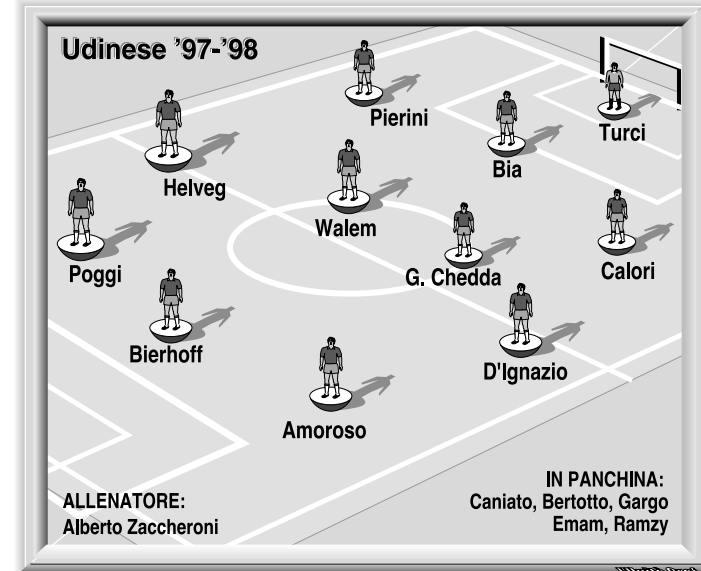 Udinese '97-'98
Pierini
Turci
Bia
Helveg
Walem
Poggi
G. Chedda
Calori
Bierhoff
D'Ignazio
Amoroso
ALLENATORE:
Alberto Zaccheroni
IN PANCHINA:
Caniato, Bertotto, Gargo
Emam, Ramzy